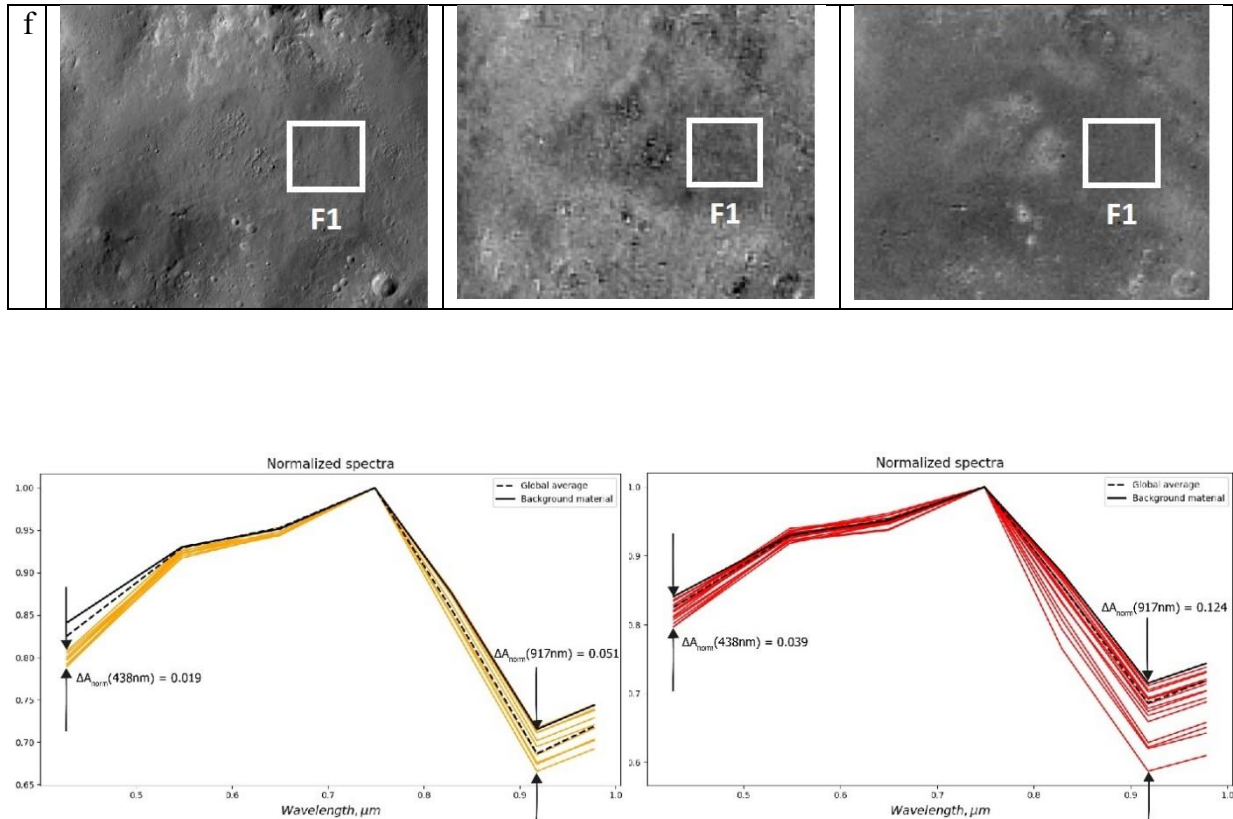 f
F1
F1
F1
Normalized spectra
Global average
Background material
1.00
0.95
0.90
0.85
0.80
0.75
0.70
0.65
ΔAnorm(438nm) = 0.019
ΔAnorm(917nm) = 0.051
0.5
0.6
0.7
0.8
0.9
1.0
Wavelength, μm
Normalized spectra
Global average
Background material
1.0
0.9
0.8
0.7
0.6
ΔAnorm(438nm) = 0.039
ΔAnorm(917nm) = 0.124
0.5
0.6
0.7
0.8
0.9
1.0
Wavelength, μm